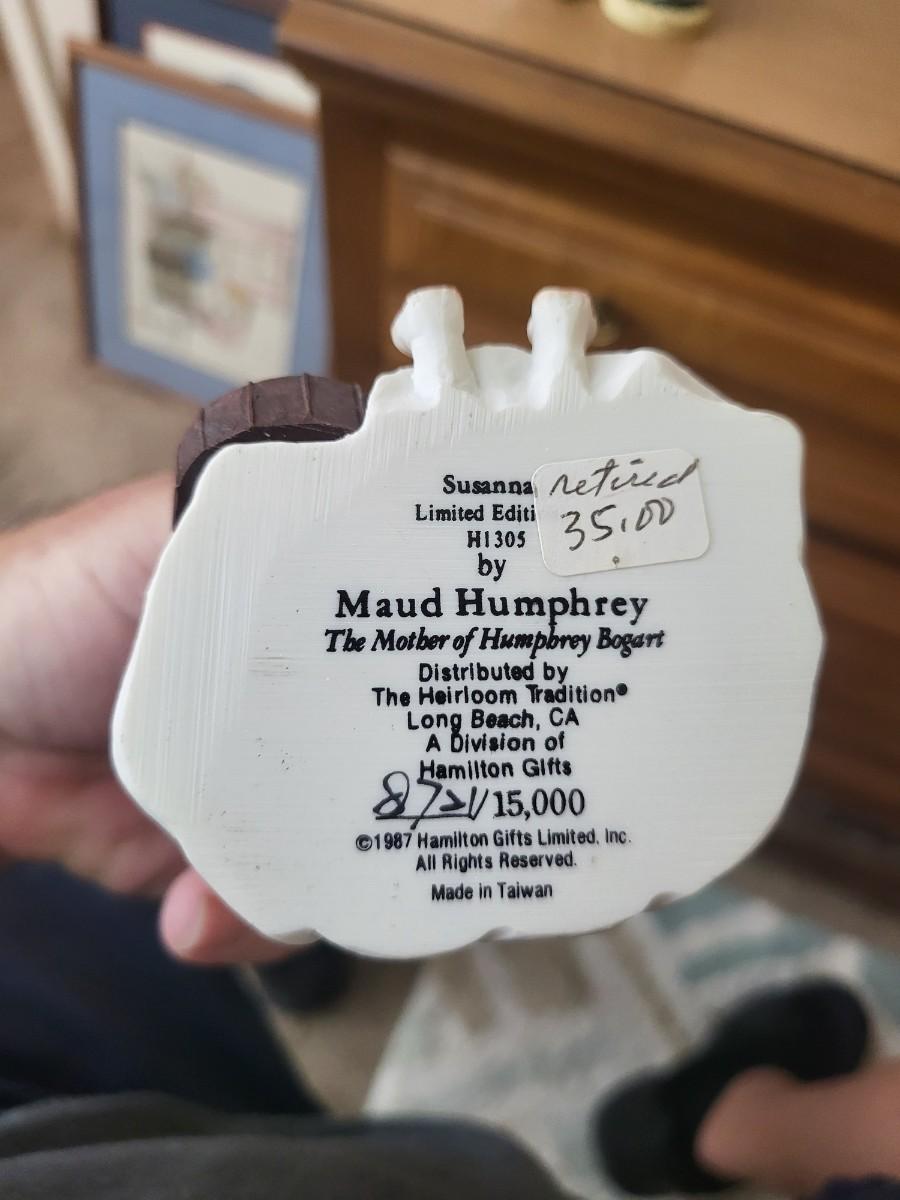 Susanna
retired
Limited Editi
35.00
H1305
by
Maud Humphrey
The Mother of Humphrey Bogart
Distributed by
The Heirloom Tradition®
Long Beach, CA
A Division of
Hamilton Gifts
8721/15,000
©1987 Hamilton Gifts Limited, Inc.
All Rights Reserved.
Made in Taiwan